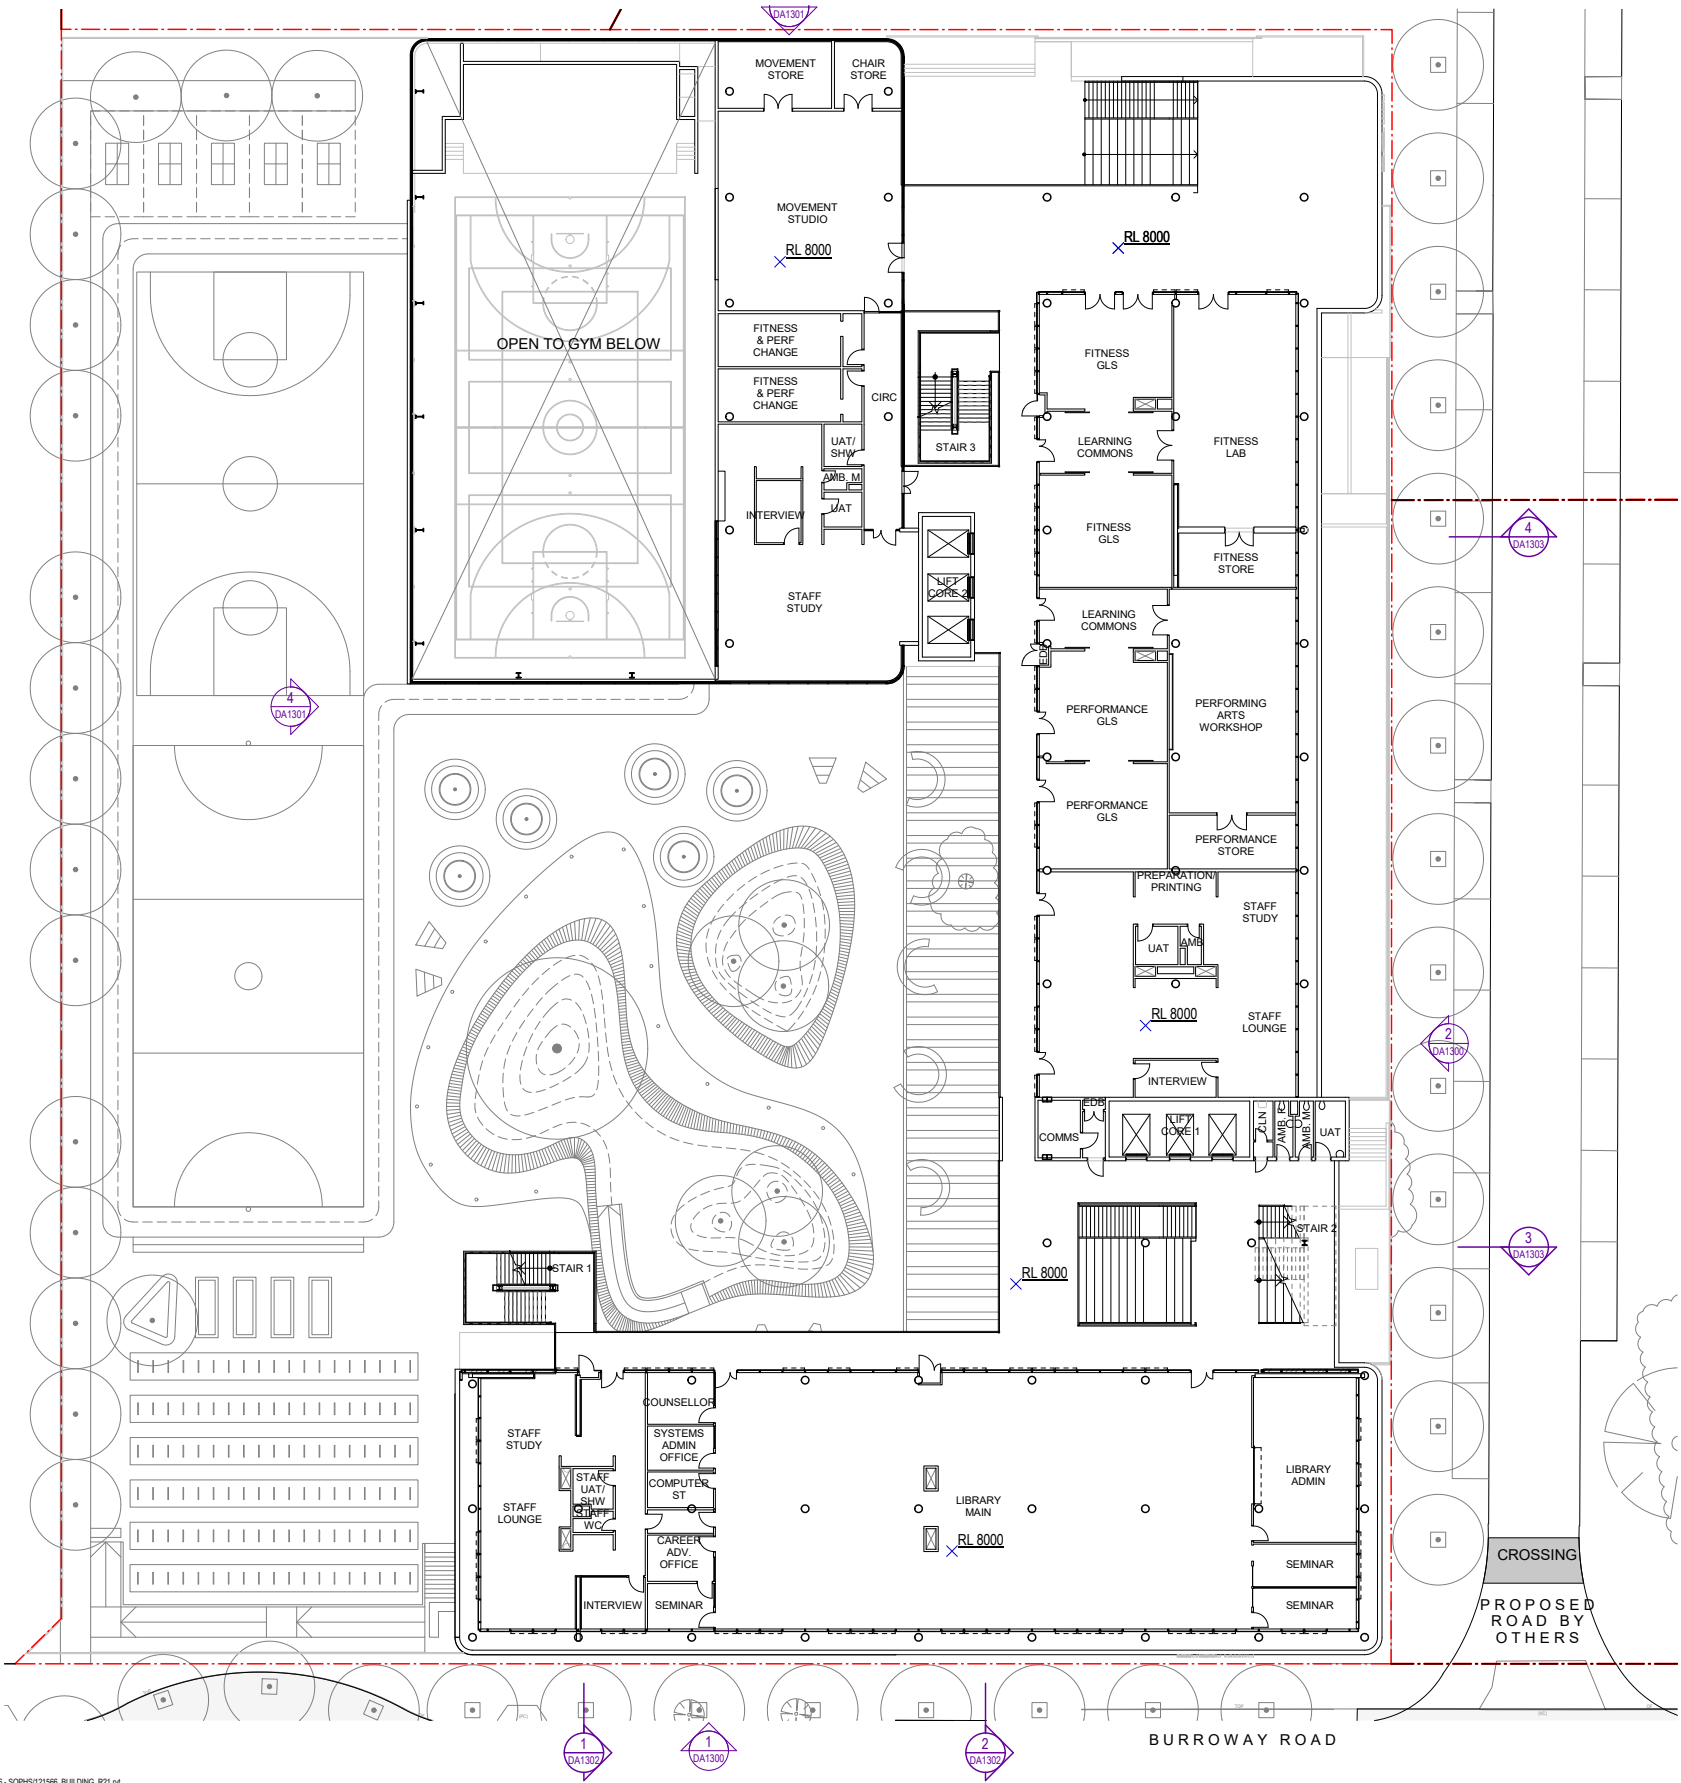 DA1301
MOVEMENT
STORE
CHAIR
STORE
MOVEMENT
STUDIO
RL 8000
RL 8000
OPEN TO GYM BELOW
FITNESS
& PERF
CHANGE
FITNESS
& PERF
CHANGE
CIRC
STAIR 3
UAT/
SHW
AMB. M
UAT
INTERVIEW
STAFF
STUDY
LIFT
CORE 2
FITNESS
GLS
LEARNING
COMMONS
FITNESS
LAB
FITNESS
GLS
FITNESS
STORE
4
DA1303
LEARNING
COMMONS
EDB
PERFORMANCE
GLS
PERFORMING
ARTS
WORKSHOP
4
DA1301
PERFORMANCE
GLS
PERFORMANCE
STORE
PREPARATION/
PRINTING
STAFF
STUDY
UAT
AMB
RL 8000
STAFF
LOUNGE
2
DA1300
INTERVIEW
EDB
COMMS
LIFT
CORE 1
CLN
AMB. F
AMB. MC
UAT
STAIR 2
3
DA1303
STAIR 1
RL 8000
COUNSELLOR
STAFF
STUDY
SYSTEMS
ADMIN
OFFICE
STAFF
UAT/
SHW
COMPUTER
ST
STAFF
LOUNGE
STAFF
WC
CAREER
ADV.
OFFICE
INTERVIEW
SEMINAR
LIBRARY
MAIN
RL 8000
LIBRARY
ADMIN
SEMINAR
SEMINAR
CROSSING
PROPOSED
ROAD BY
OTHERS
BURROWAY ROAD
1
DA1302
1
DA1300
2
DA1302